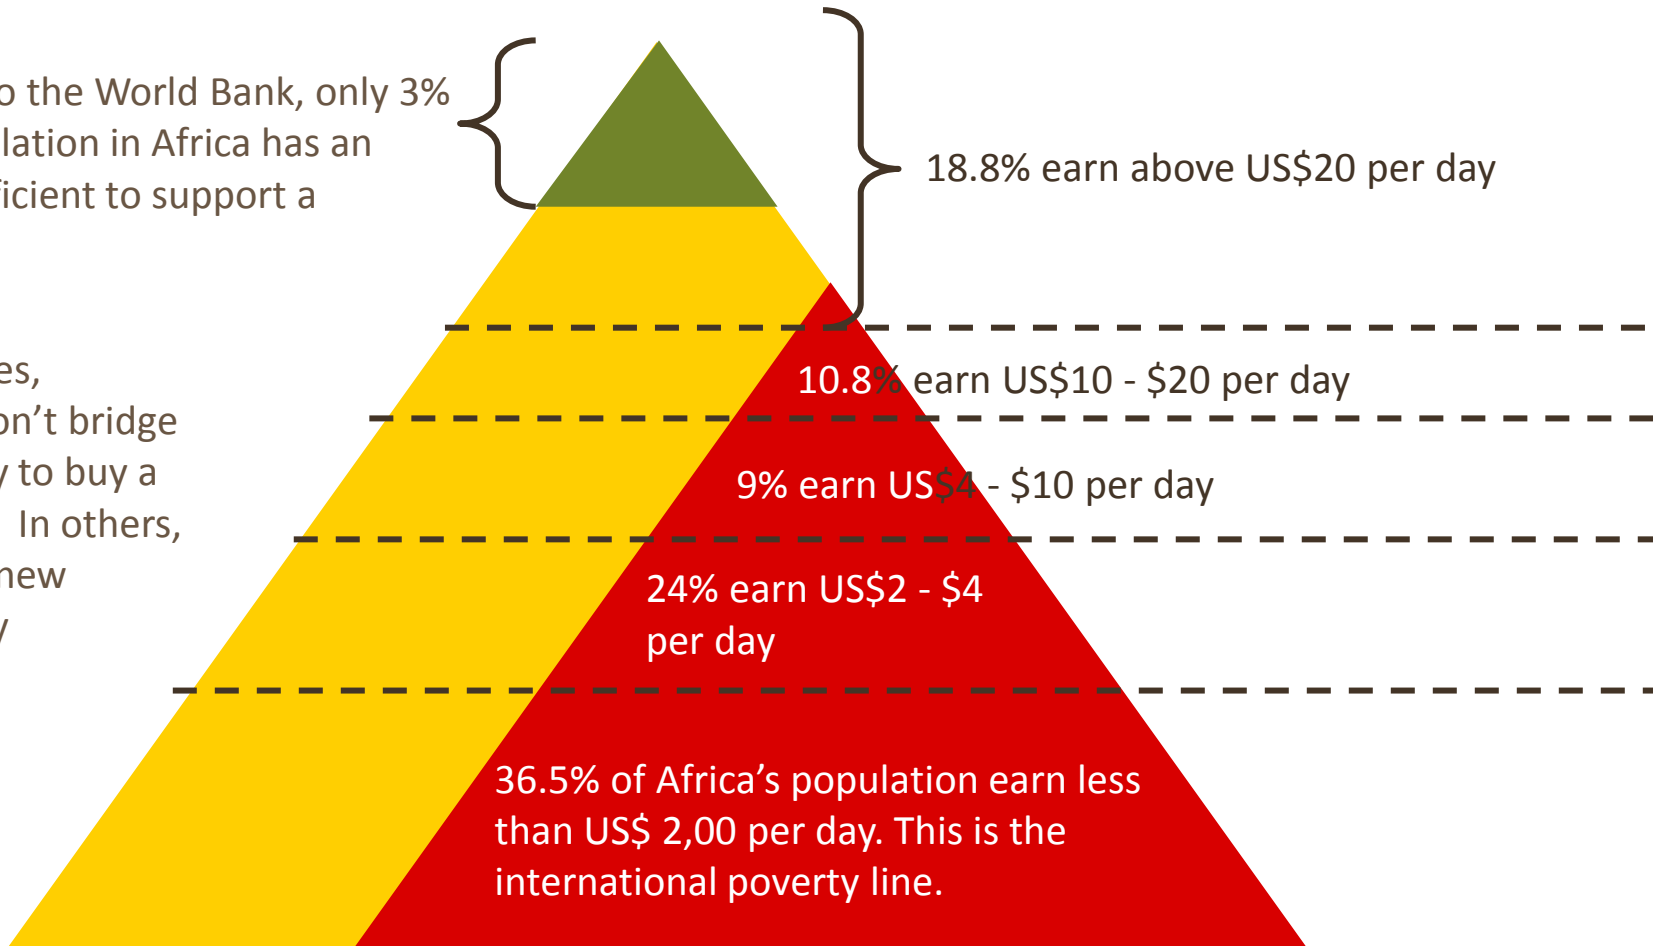 o the World Bank, only 3%
lation in Africa has an
ficient to support a
18.8% earn above US$20 per day
es,
on’t bridge
y to buy a
In others,
new
y
10.8% earn US$10 - $20 per day
9% earn US$4 - $10 per day
24% earn US$2 - $4
per day
36.5% of Africa’s population earn less
than US$ 2,00 per day. This is the
international poverty line.